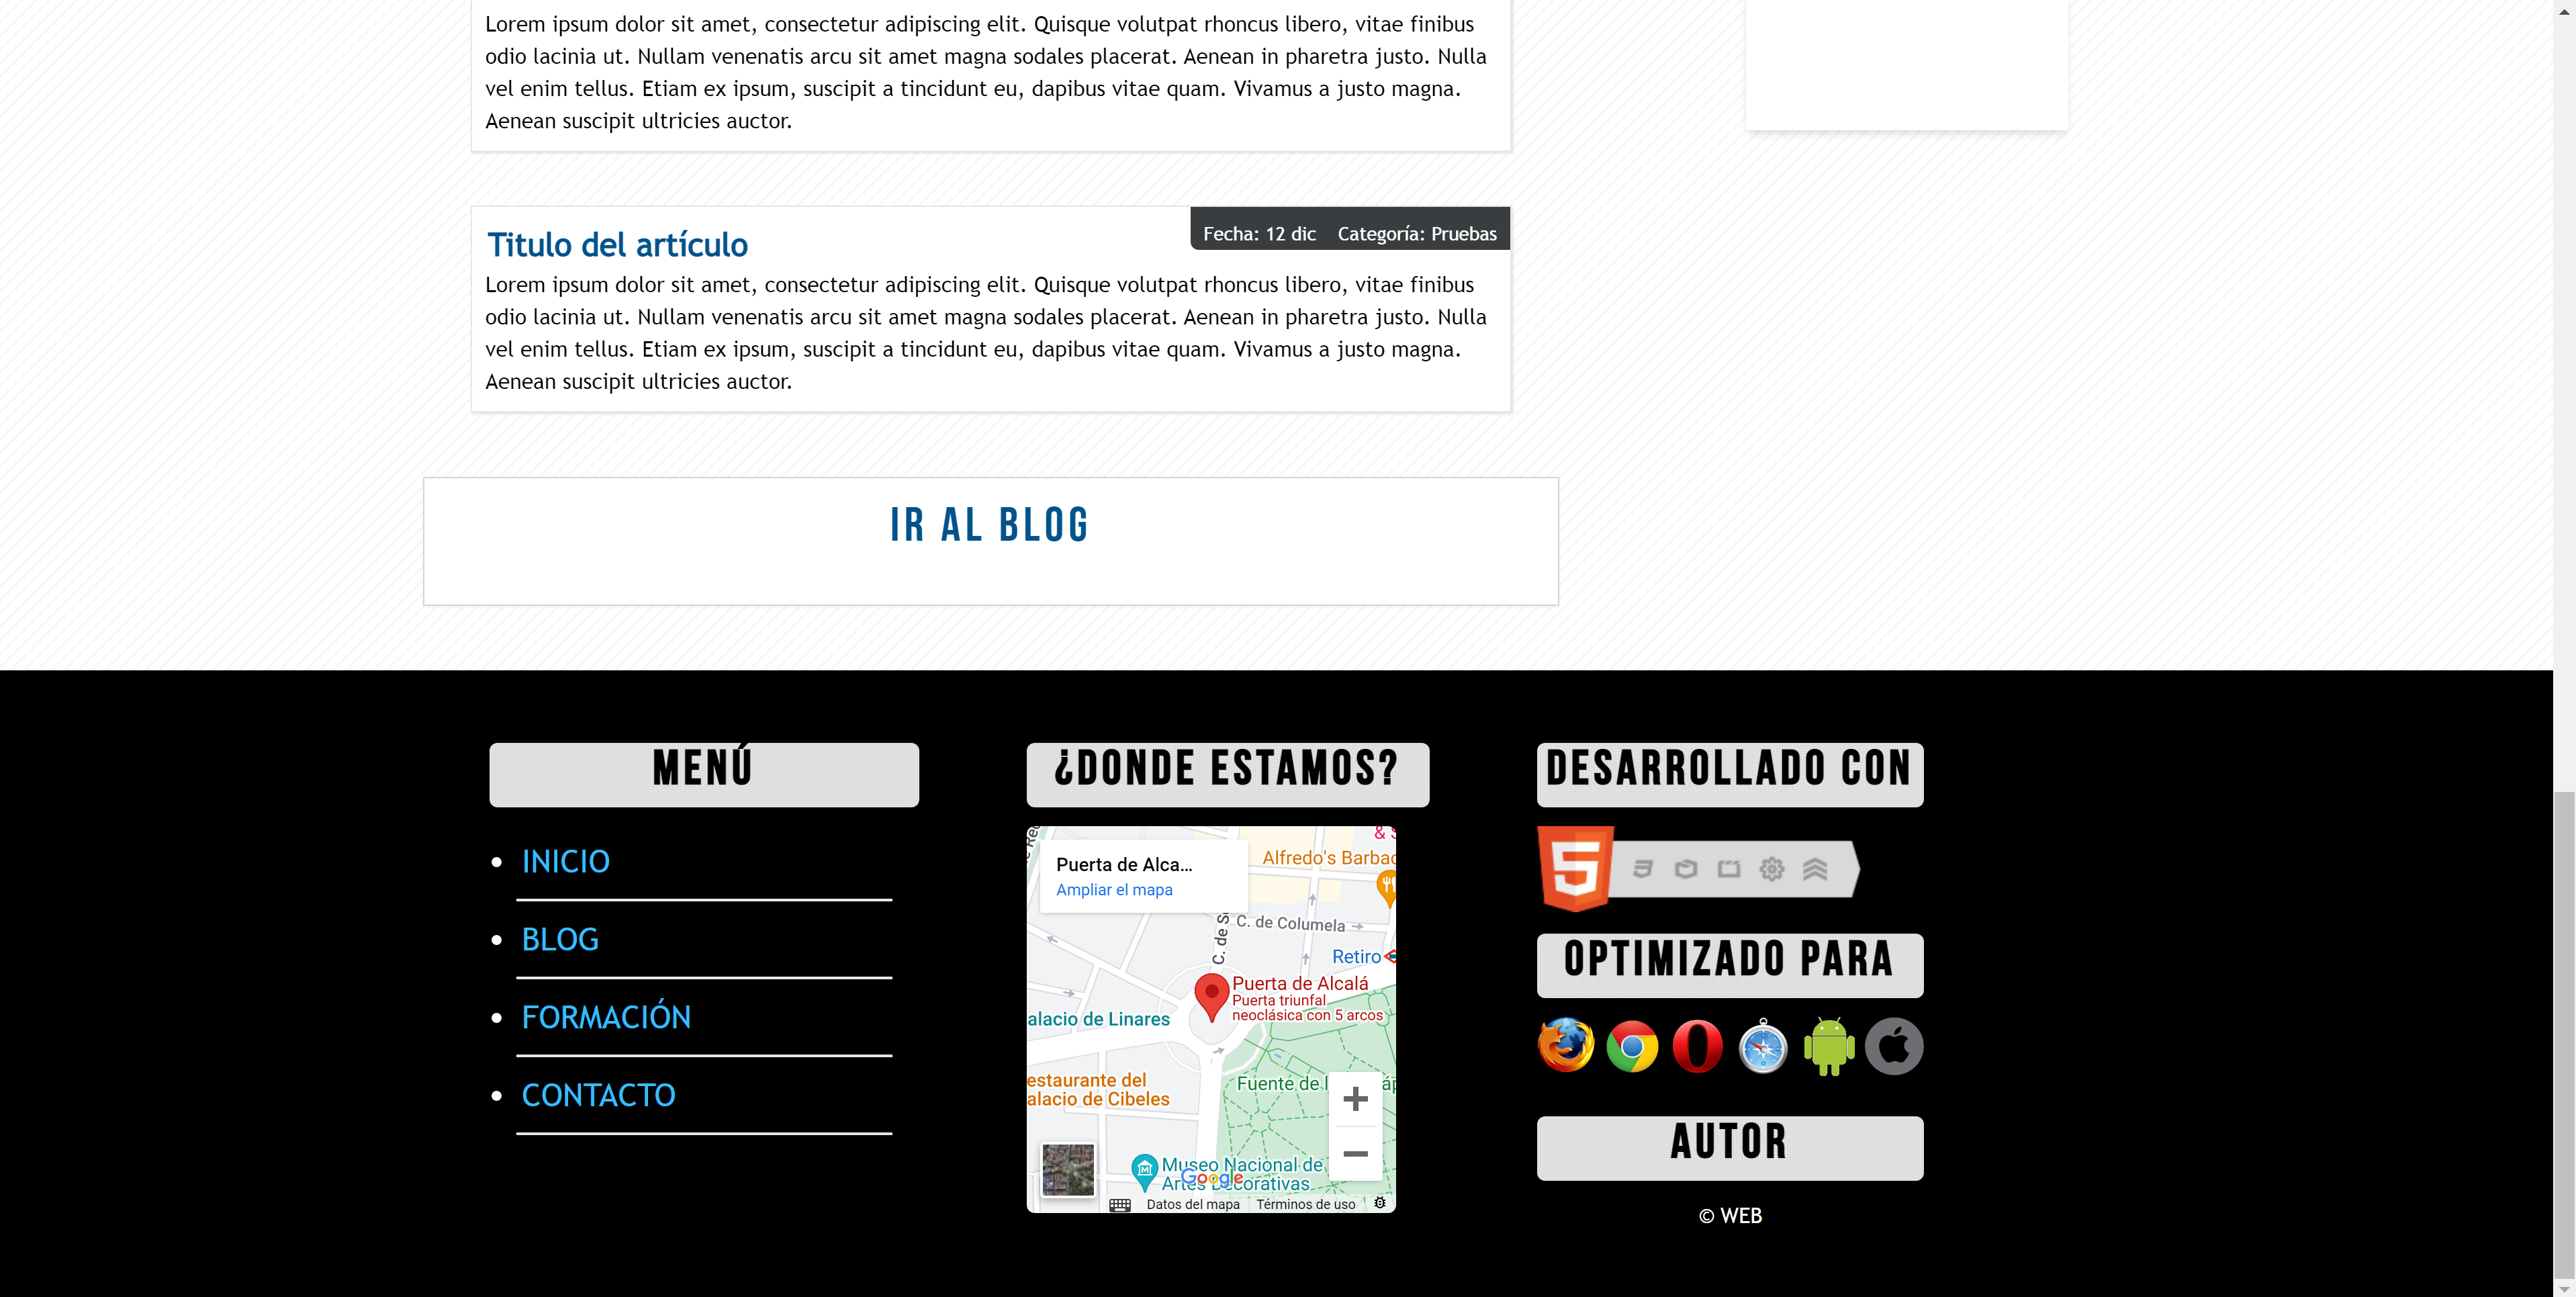 Lorem ipsum dolor sit amet, consectetur adipiscing elit. Quisque volutpat rhoncus libero, vitae finibus
odio lacinia ut. Nullam venenatis arcu sit amet magna sodales placerat. Aenean in pharetra justo. Nulla
vel enim tellus. Etiam ex ipsum, suscipit a tincidunt eu, dapibus vitae quam. Vivamus a justo magna.
Aenean suscipit ultricies auctor.
Titulo del artículo
Fecha: 12 dic Categoría: Pruebas
Lorem ipsum dolor sit amet, consectetur adipiscing elit. Quisque volutpat rhoncus libero, vitae finibus
odio lacinia ut. Nullam venenatis arcu sit amet magna sodales placerat. Aenean in pharetra justo. Nulla
vel enim tellus. Etiam ex ipsum, suscipit a tincidunt eu, dapibus vitae quam. Vivamus a justo magna.
Aenean suscipit ultricies auctor.
IR AL BLOG
MENÚ
INICIO
BLOG
FORMACIÓN
CONTACTO
¿DONDE ESTAMOS?
Puerta de Alca...
Ampliar el mapa
Alfredo's Barbac
C. de Columela
C. de S
Retiro
Puerta de Alcalá
Puerta triunfal
neoclásica con 5 arcos
alacio de Linares
estaurante del
alacio de Cibeles
Fuente de l
Museo Nacional de
Artes Decorativas
Google
Datos del mapa
Términos de uso
DESARROLLADO CON
5
OPTIMIZADO PARA
AUTOR
© WEB